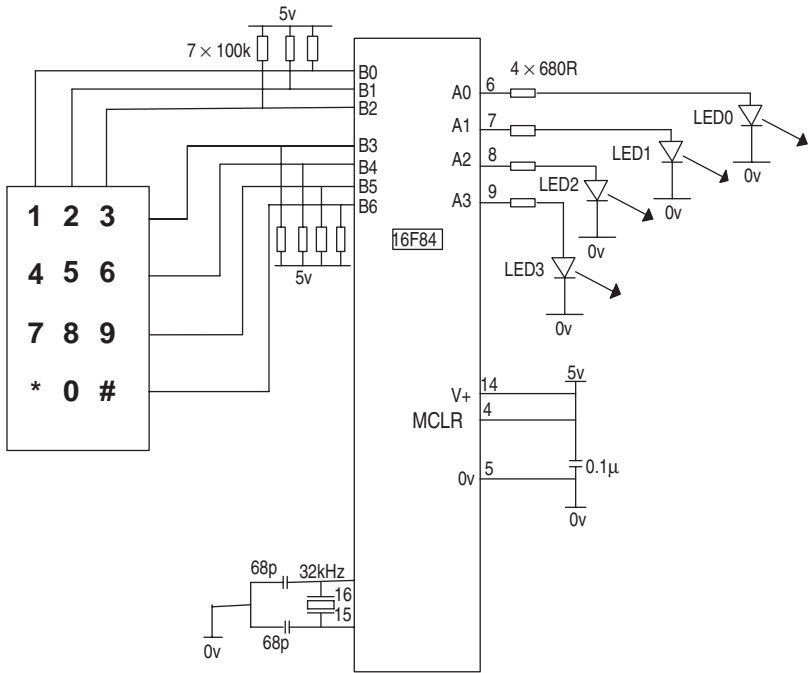 5v
7 × 100k
B0
B1
B2
B3
B4
B5
B6
5v
1 2 3
4 5 6
7 8 9
* 0 #
16F84
4 × 680R
A0 6
A1 7
A2 8
A3 9
LED0
0v
LED1
0v
LED2
0v
LED3
0v
5v
V+ 14
MCLR 4
0.1µ
0v 5
0v
68p 32kHz
16
15
68p
0v